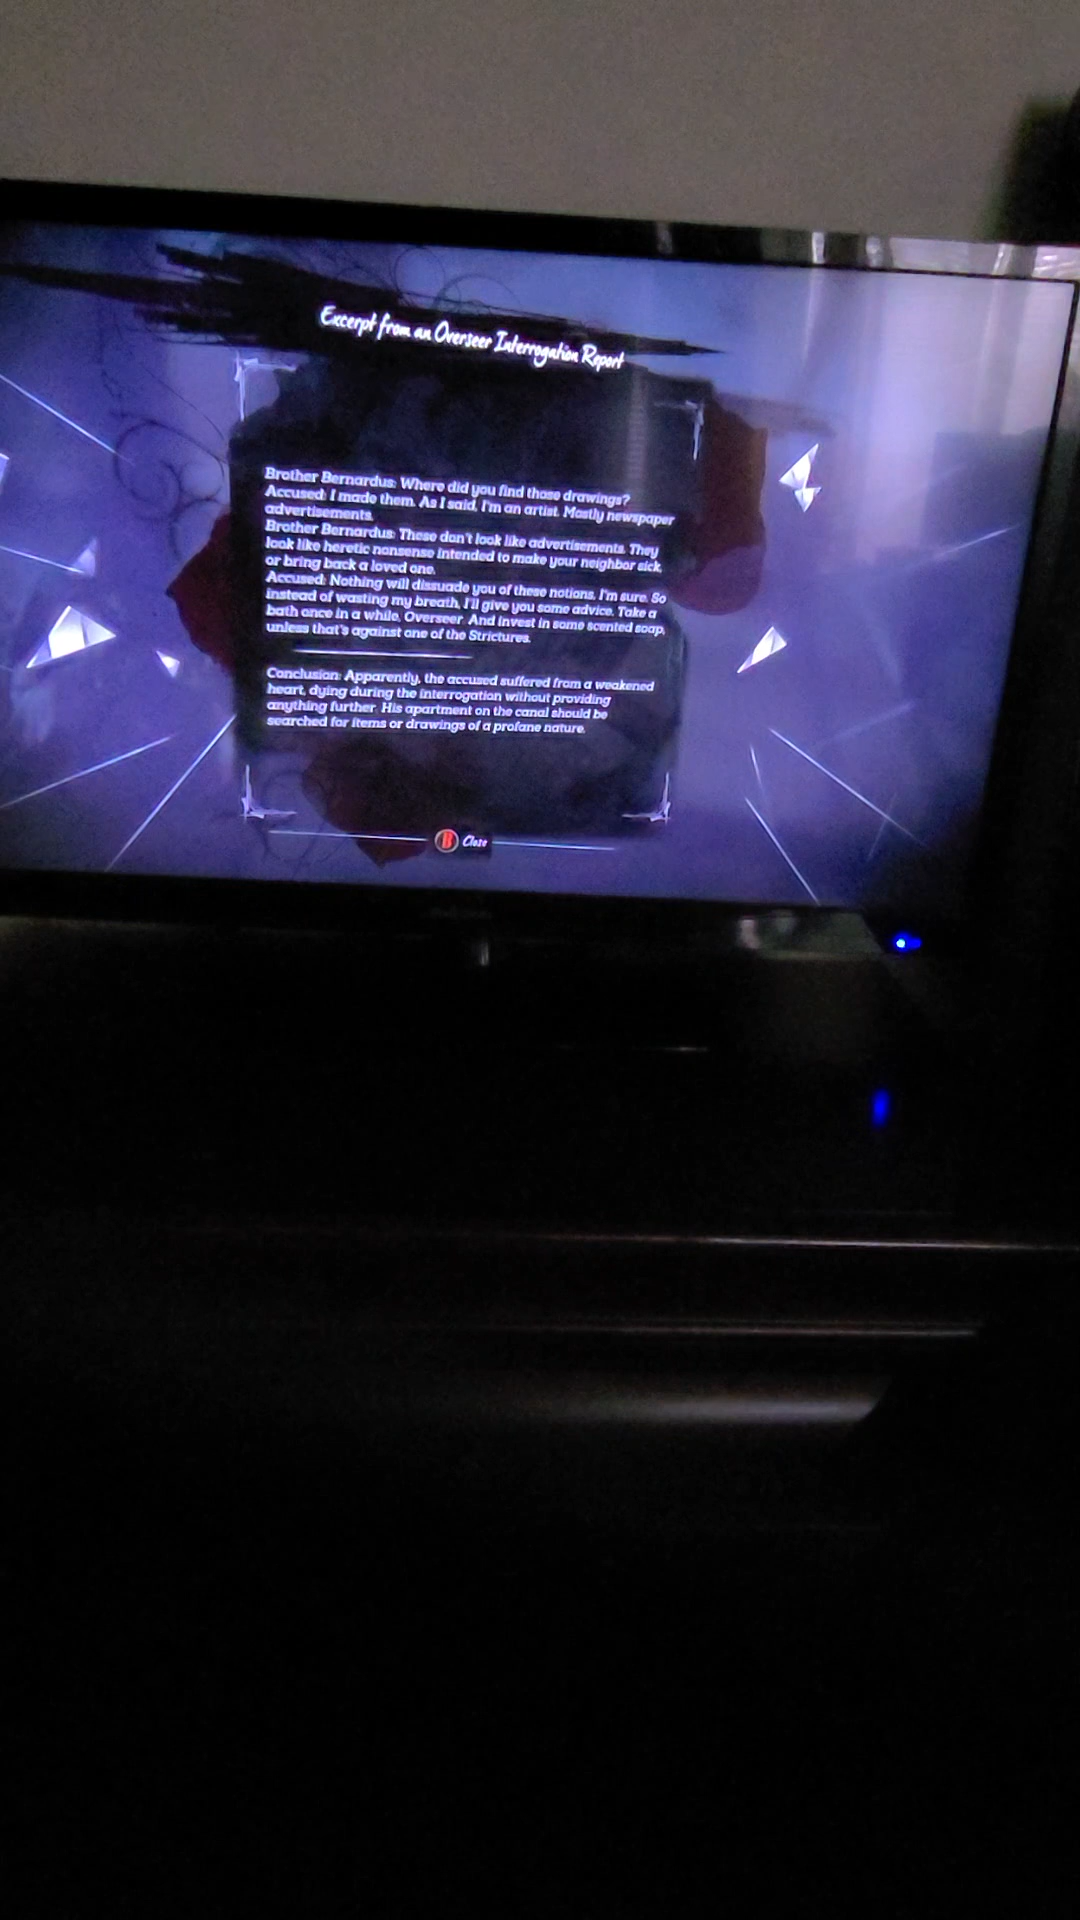 Excerpt from an Overseer Interrogation Report
Brother Bernardus: Where did you find those drawings?
Accused: I made them. As I said, I'm an artist. Mostly newspaper
advertisements.
Brother Bernardus: These don't look like advertisements. They
look like heretic nonsense intended to make your neighbor sick,
or bring back a loved one.
Accused: Nothing will dissuade you of these notions, I'm sure. So
instead of wasting my breath, I'll give you some advice. Take a
bath once in a while, Overseer. And invest in some scented soap,
unless that's against one of the Strictures.
Conclusion: Apparently, the accused suffered from a weakened
heart, dying during the interrogation without providing
anything further. His apartment on the canal should be
searched for items or drawings of a profane nature.
B Close